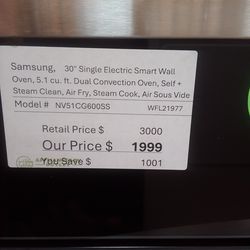 Samsung, 30" Single Electric Smart Wall
Oven, 5.1 cu. ft. Dual Convection Oven, Self +
Steam Clean, Air Fry, Steam Cook, Air Sous Vide
Model # NV51CG600SS WFL21977
Retail Price $ 3000
Our Price $ 1999
You Save $ 1001